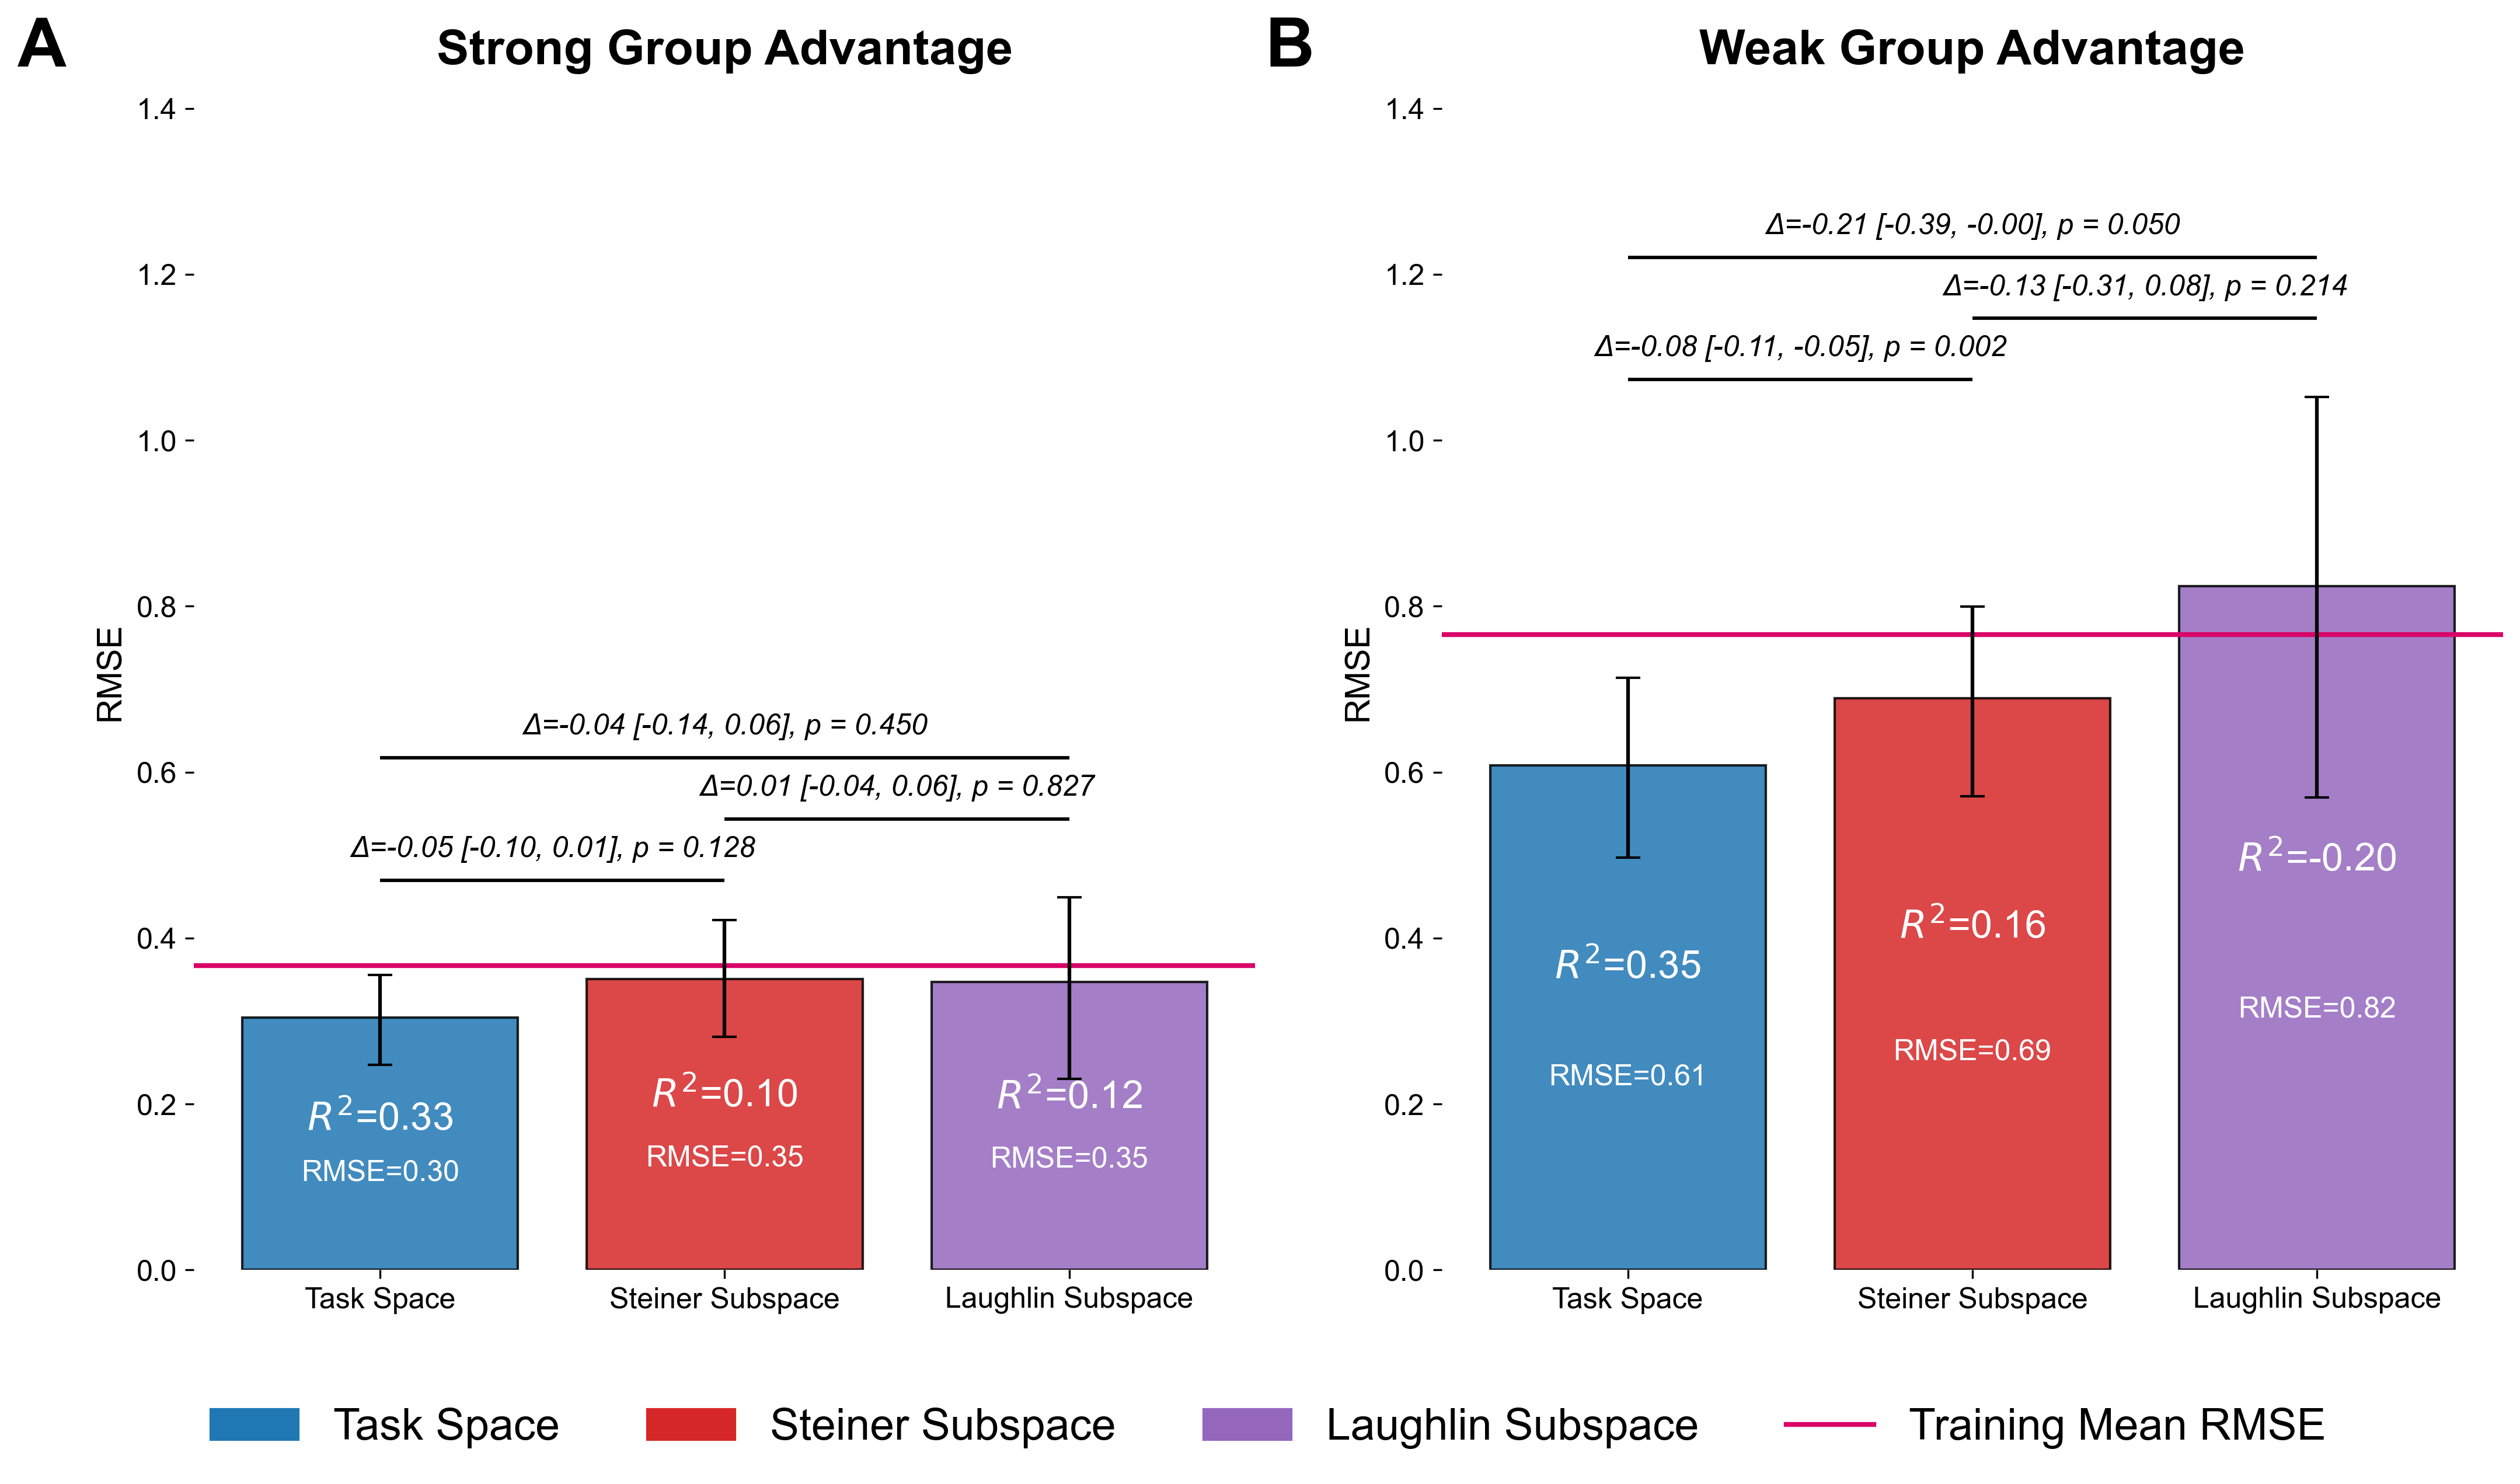 A
Strong Group Advantage
1.4
1.2
1.0
0.8
0.6
0.4
0.2
0.0
RMSE
Δ=-0.04 [-0.14, 0.06], p = 0.450
Δ=0.01 [-0.04, 0.06], p = 0.827
Δ=-0.05 [-0.10, 0.01], p = 0.128
R²=0.33
RMSE=0.30
R²=0.10
RMSE=0.35
R²=0.12
RMSE=0.35
Task Space
Steiner Subspace
Laughlin Subspace
B
Weak Group Advantage
1.4
1.2
1.0
0.8
0.6
0.4
0.2
0.0
RMSE
Δ=-0.21 [-0.39, -0.00], p = 0.050
Δ=-0.13 [-0.31, 0.08], p = 0.214
Δ=-0.08 [-0.11, -0.05], p = 0.002
R²=0.35
RMSE=0.61
R²=0.16
RMSE=0.69
R²=-0.20
RMSE=0.82
Task Space
Steiner Subspace
Laughlin Subspace
Task Space
Steiner Subspace
Laughlin Subspace
Training Mean RMSE